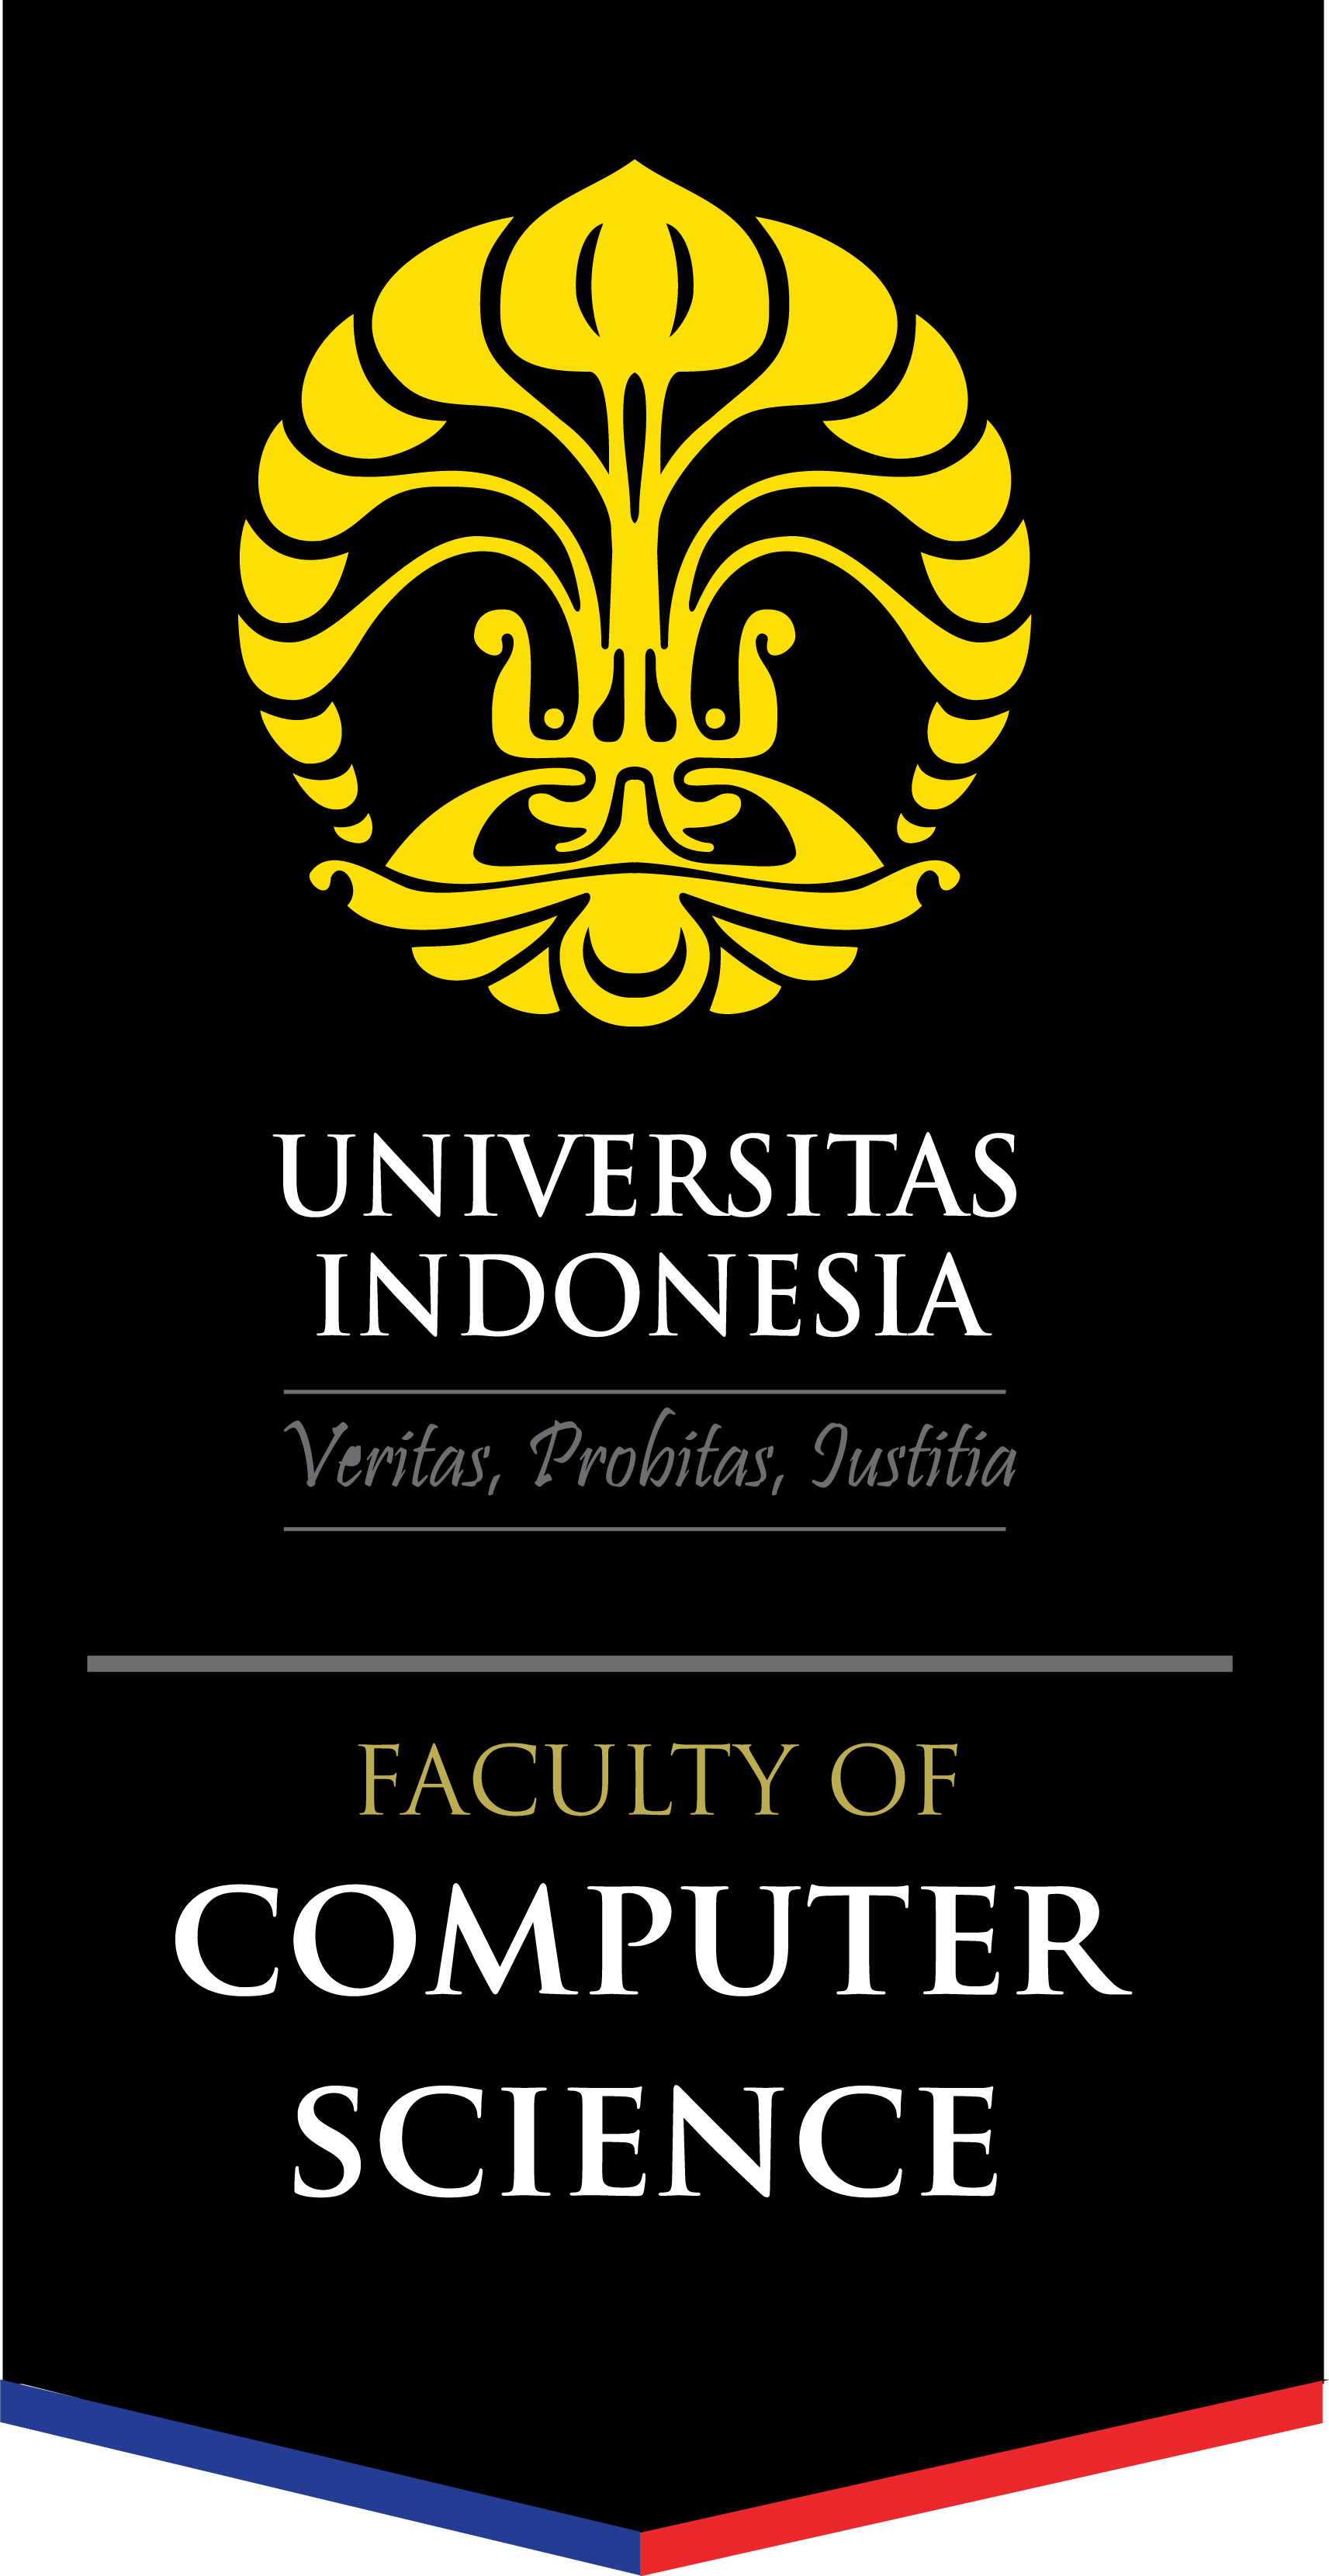 UNIVERSITAS
INDONESIA
Veritas, Probitas, Iustitia
FACULTY OF
COMPUTER
SCIENCE